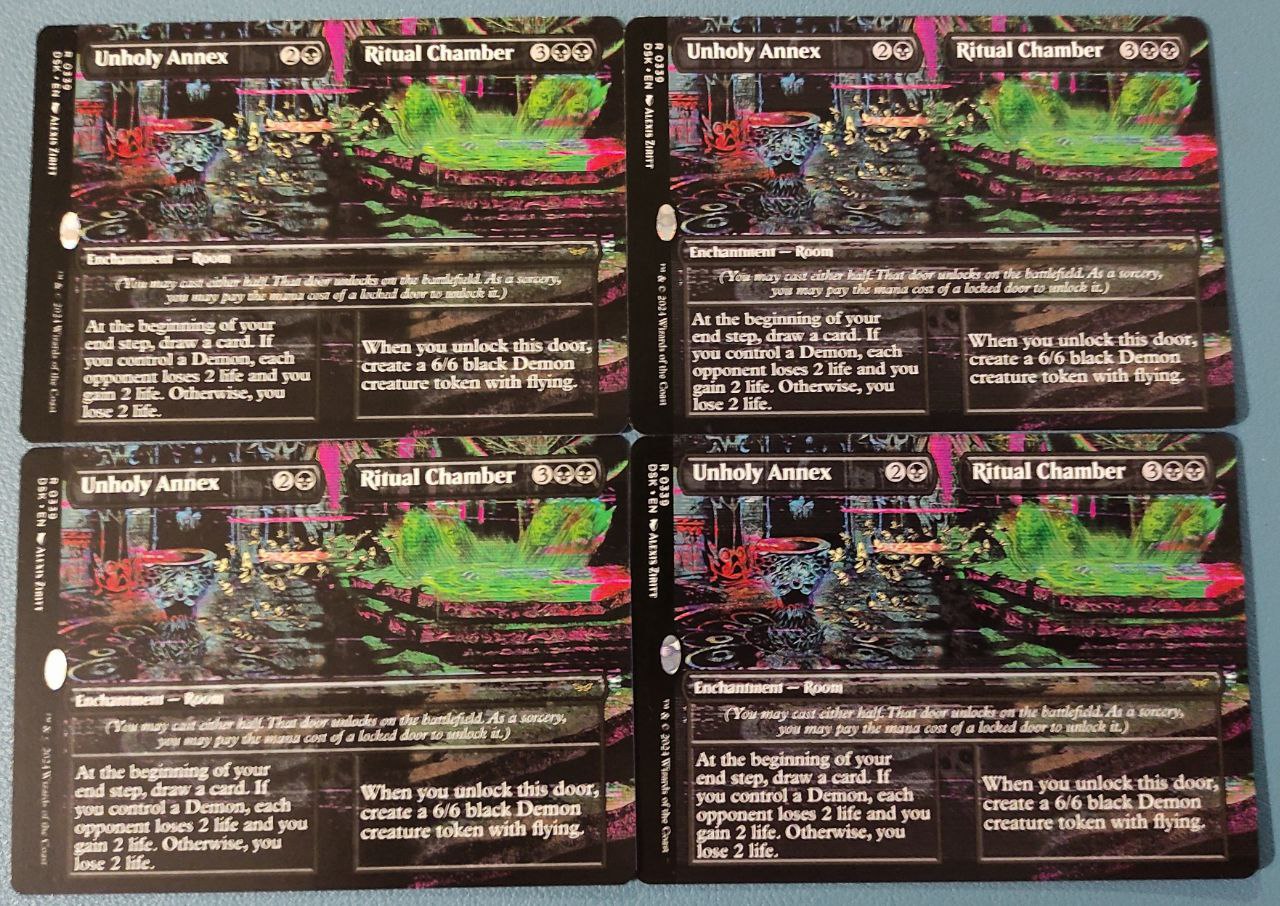 Unholy Annex 2
Ritual Chamber 3
R 0339
DSK • EN ALEXIS ZIRITT
Enchantment — Room
(You may cast either half. That door unlocks on the battlefield. As a sorcery,
you may pay the mana cost of a locked door to unlock it.)
At the beginning of your
end step, draw a card. If
you control a Demon, each
opponent loses 2 life and you
gain 2 life. Otherwise, you
lose 2 life.
When you unlock this door,
create a 6/6 black Demon
creature token with flying.
™ & © 2024 Wizards of the Coast
Unholy Annex 2
Ritual Chamber 3
R 0339
DSK • EN ALEXIS ZIRITT
Enchantment — Room
(You may cast either half. That door unlocks on the battlefield. As a sorcery,
you may pay the mana cost of a locked door to unlock it.)
At the beginning of your
end step, draw a card. If
you control a Demon, each
opponent loses 2 life and you
gain 2 life. Otherwise, you
lose 2 life.
When you unlock this door,
create a 6/6 black Demon
creature token with flying.
™ & © 2024 Wizards of the Coast
Unholy Annex 2
Ritual Chamber 3
R 0339
DSK • EN ALEXIS ZIRITT
Enchantment — Room
(You may cast either half. That door unlocks on the battlefield. As a sorcery,
you may pay the mana cost of a locked door to unlock it.)
At the beginning of your
end step, draw a card. If
you control a Demon, each
opponent loses 2 life and you
gain 2 life. Otherwise, you
lose 2 life.
When you unlock this door,
create a 6/6 black Demon
creature token with flying.
™ & © 2024 Wizards of the Coast
Unholy Annex 2
Ritual Chamber 3
R 0339
DSK • EN ALEXIS ZIRITT
Enchantment — Room
(You may cast either half. That door unlocks on the battlefield. As a sorcery,
you may pay the mana cost of a locked door to unlock it.)
At the beginning of your
end step, draw a card. If
you control a Demon, each
opponent loses 2 life and you
gain 2 life. Otherwise, you
lose 2 life.
When you unlock this door,
create a 6/6 black Demon
creature token with flying.
™ & © 2024 Wizards of the Coast